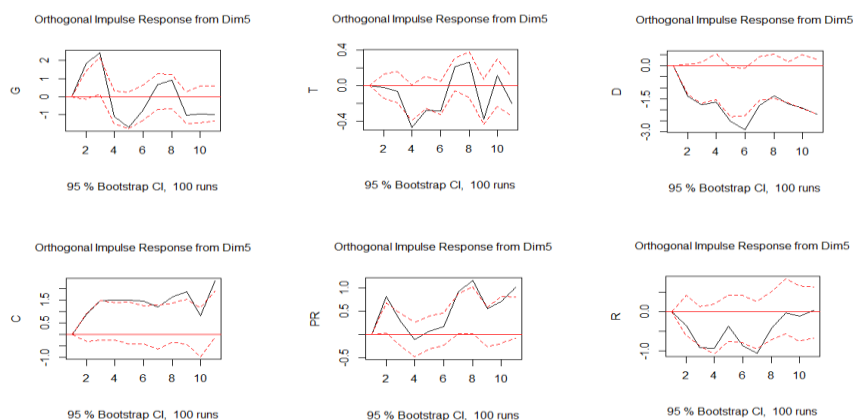 Orthogonal Impulse Response from Dim5
Orthogonal Impulse Response from Dim5
Orthogonal Impulse Response from Dim5
G
-1 0 1 2
2 4 6 8 10
95 % Bootstrap CI, 100 runs
T
-0.4 0.0 0.4
2 4 6 8 10
95 % Bootstrap CI, 100 runs
D
-3.0 -1.5 0.0
2 4 6 8 10
95 % Bootstrap CI, 100 runs
Orthogonal Impulse Response from Dim5
Orthogonal Impulse Response from Dim5
Orthogonal Impulse Response from Dim5
C
-1.0 0.0 0.5 1.5
2 4 6 8 10
95 % Bootstrap CI, 100 runs
PR
-0.5 0.5 1.0
2 4 6 8 10
95 % Bootstrap CI, 100 runs
R
-1.0 0.0
2 4 6 8 10
95 % Bootstrap CI, 100 runs